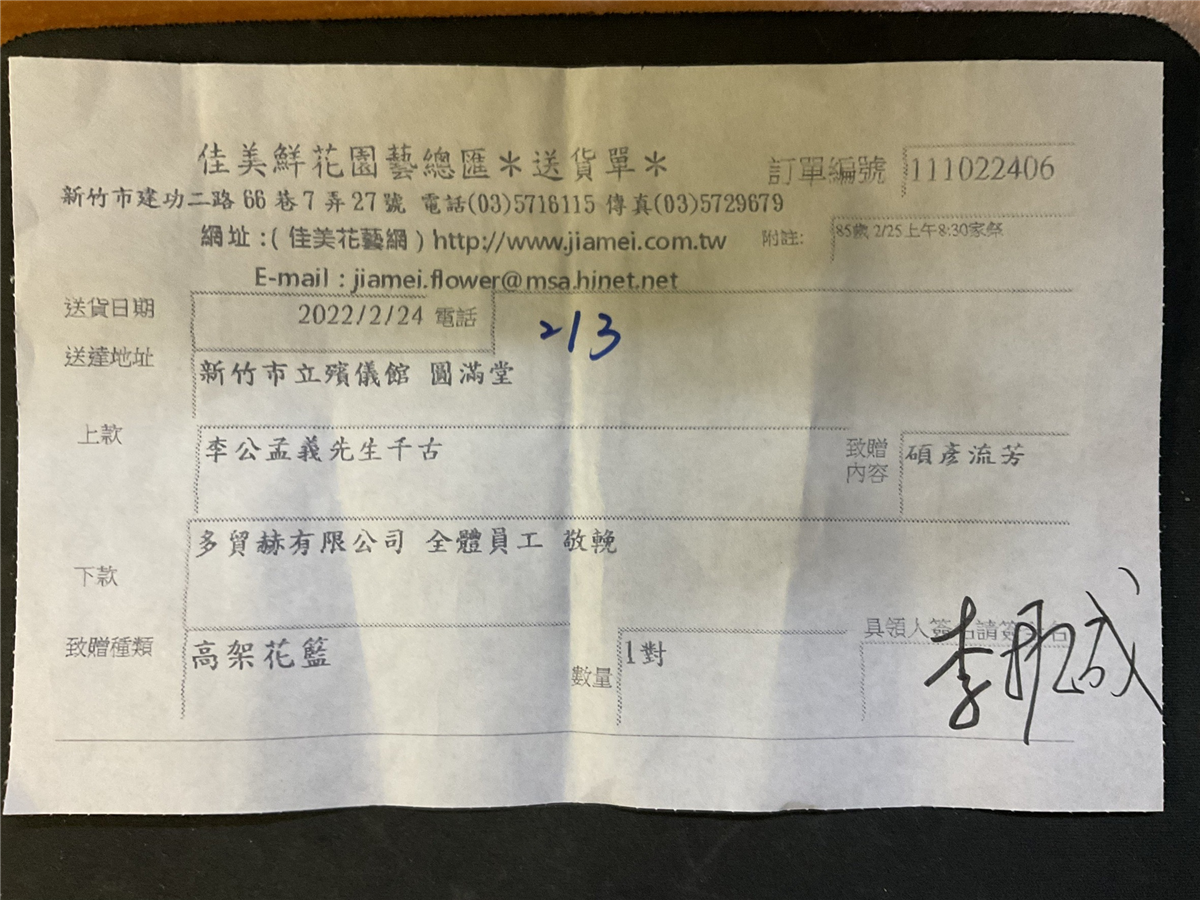 佳美鮮花園藝總匯＊送貨單＊ 訂單編號 111022406
新竹市建功二路66巷7弄27號 電話(03)5716115 傳真(03)5729679
網址:(佳美花藝網)http://www.jiamei.com.tw 附註: 85歲 2/25上午8:30家祭
E-mail : jiamei.flower@msa.hinet.net
送貨日期 2022/2/24 電話 213
送達地址 新竹市立殯儀館 圓滿堂
上款 李公孟義先生千古 致贈內容 碩彥流芳
下款 多貿赫有限公司 全體員工 敬輓
致贈種類 高架花籃 數量 1對
具領人簽 請簽
李